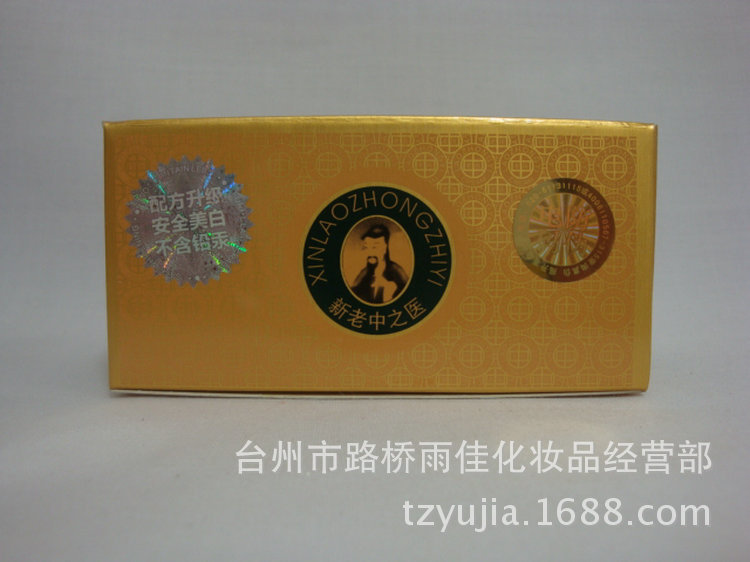 配方升级
安全美白
不含铅汞
XINLAOZHONGZHIYI
新老中之医
台州市路桥雨佳化妆品经营部
tzyujia.1688.com